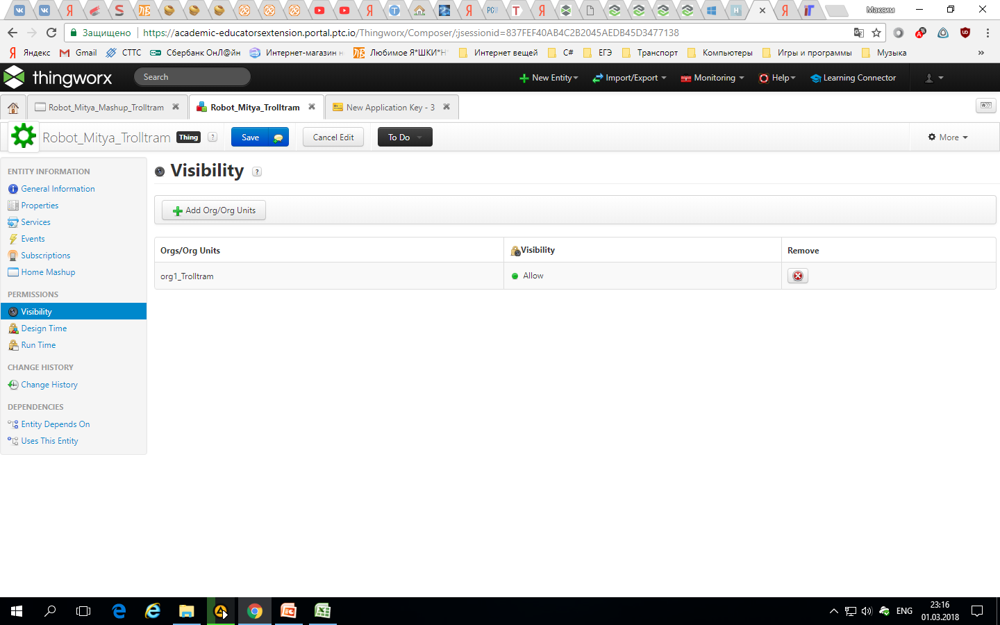 Максим
Защищено
https://academic-educatorsextension.portal.ptc.io/Thingworx/Composer/;jsessionid=837FEF40AB4C2B2045AEDB45D3477138
Яндекс Gmail СТТС Сбербанк ОнЛ@йн Интернет-магазин Любимое Я*ШКИ*Н Интернет вещей C# ЕГЭ Транспорт Компьютеры Игры и программы Музыка »
thingworx Search New Entity Import/Export Monitoring Help Learning Connector
Robot_Mitya_Mashup_Trolltram Robot_Mitya_Trolltram New Application Key - 3
Robot_Mitya_Trolltram Thing ? Save Cancel Edit To Do More
ENTITY INFORMATION
General Information
Properties
Services
Events
Subscriptions
Home Mashup
PERMISSIONS
Visibility
Design Time
Run Time
CHANGE HISTORY
Change History
DEPENDENCIES
Entity Depends On
Uses This Entity
Visibility ?
Add Org/Org Units
Orgs/Org Units Visibility Remove
org1_Trolltram Allow
ENG
23:16
01.03.2018